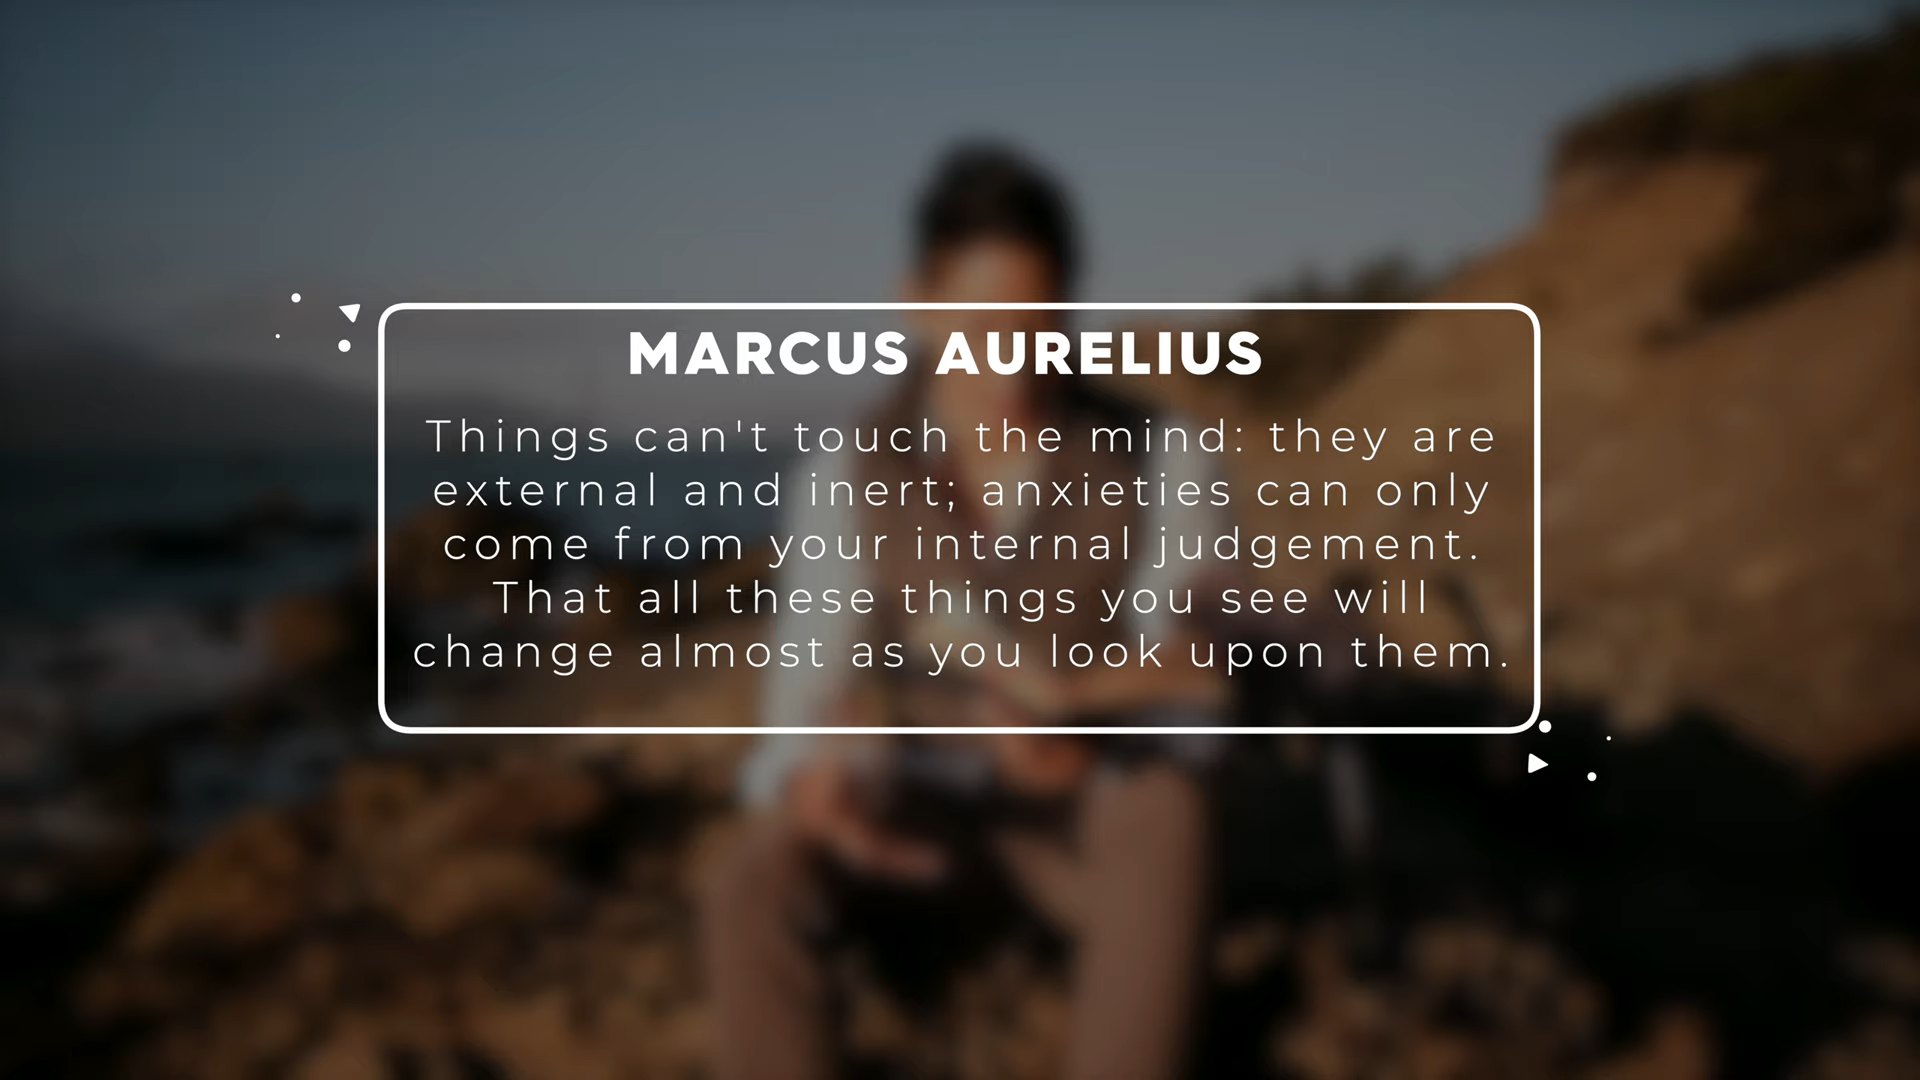 MARCUS AURELIUS
Things can't touch the mind: they are
external and inert; anxieties can only
come from your internal judgement.
That all these things you see will
change almost as you look upon them.